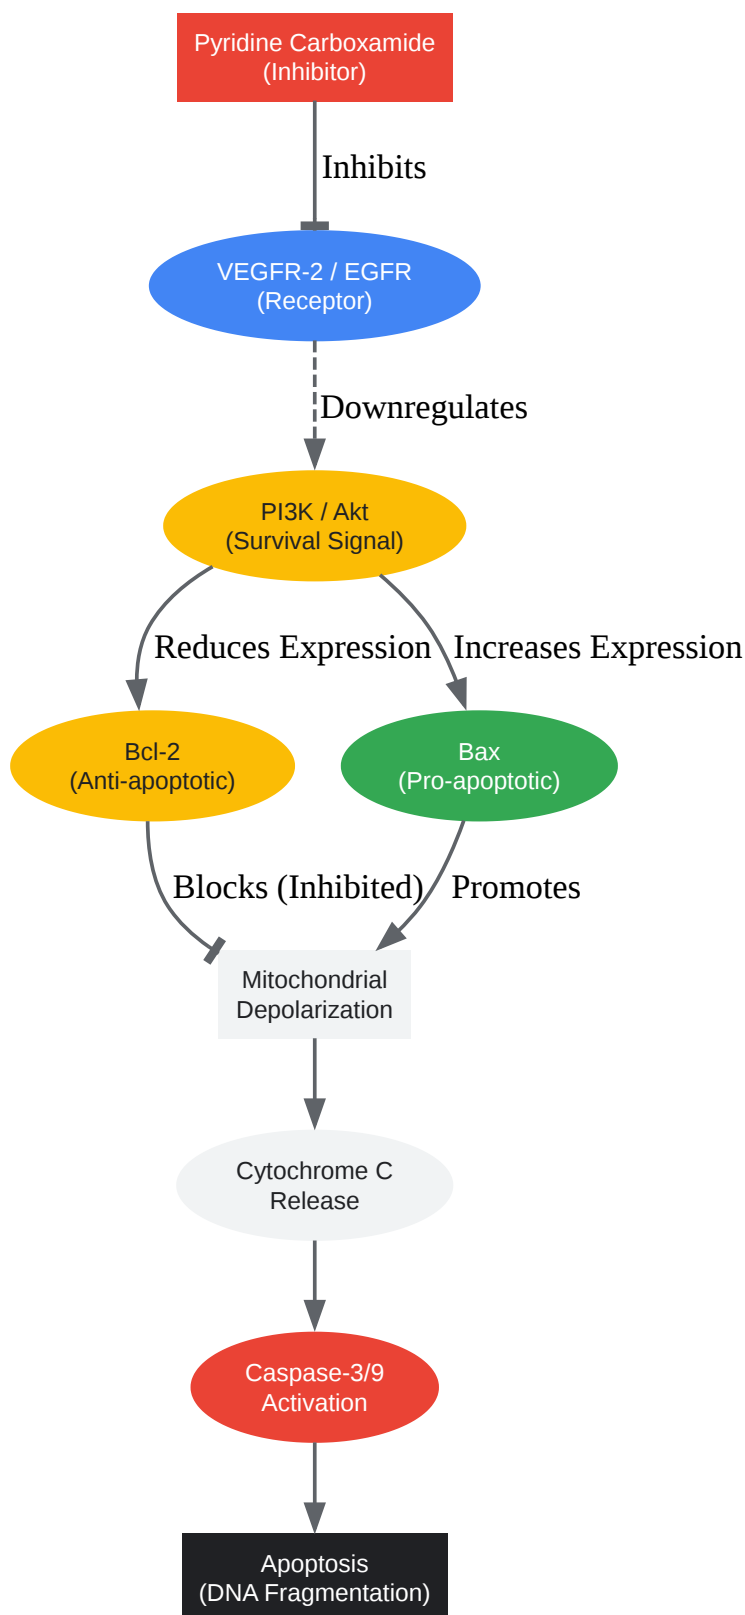 Pyridine Carboxamide
(Inhibitor)
Inhibits
VEGFR-2 / EGFR
(Receptor)
Downregulates
PI3K / Akt
(Survival Signal)
Reduces Expression
Increases Expression
Bcl-2
(Anti-apoptotic)
Bax
(Pro-apoptotic)
Blocks (Inhibited)
Promotes
Mitochondrial
Depolarization
Cytochrome C
Release
Caspase-3/9
Activation
Apoptosis
(DNA Fragmentation)